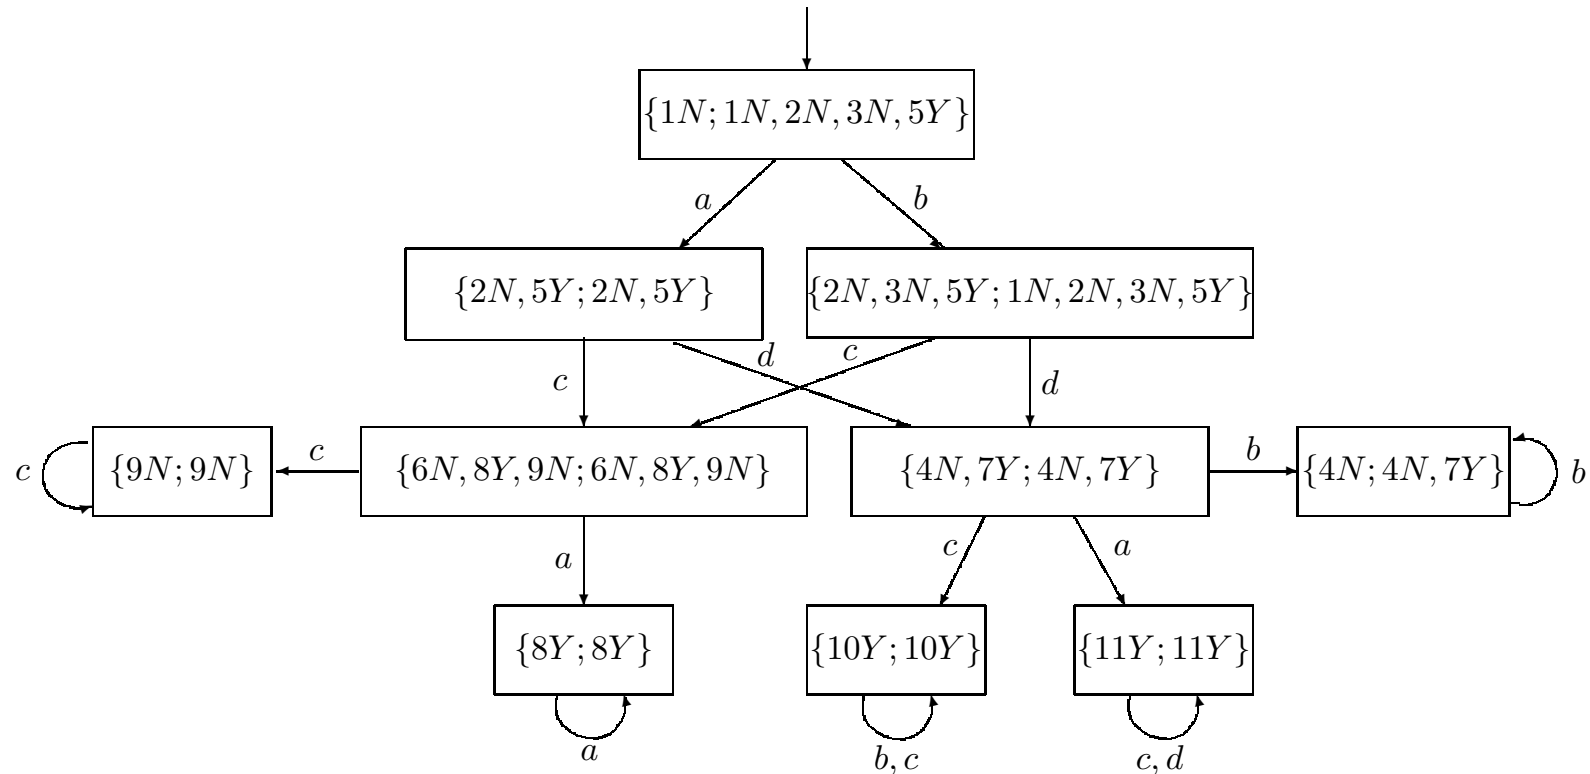 {1N; 1N, 2N, 3N, 5Y}
a
b
{2N, 5Y; 2N, 5Y}
{2N, 3N, 5Y; 1N, 2N, 3N, 5Y}
c
d
c
d
c
{9N; 9N}
c
{6N, 8Y, 9N; 6N, 8Y, 9N}
{4N, 7Y; 4N, 7Y}
b
{4N; 4N, 7Y}
b
a
c
a
{8Y; 8Y}
{10Y; 10Y}
{11Y; 11Y}
a
b, c
c, d